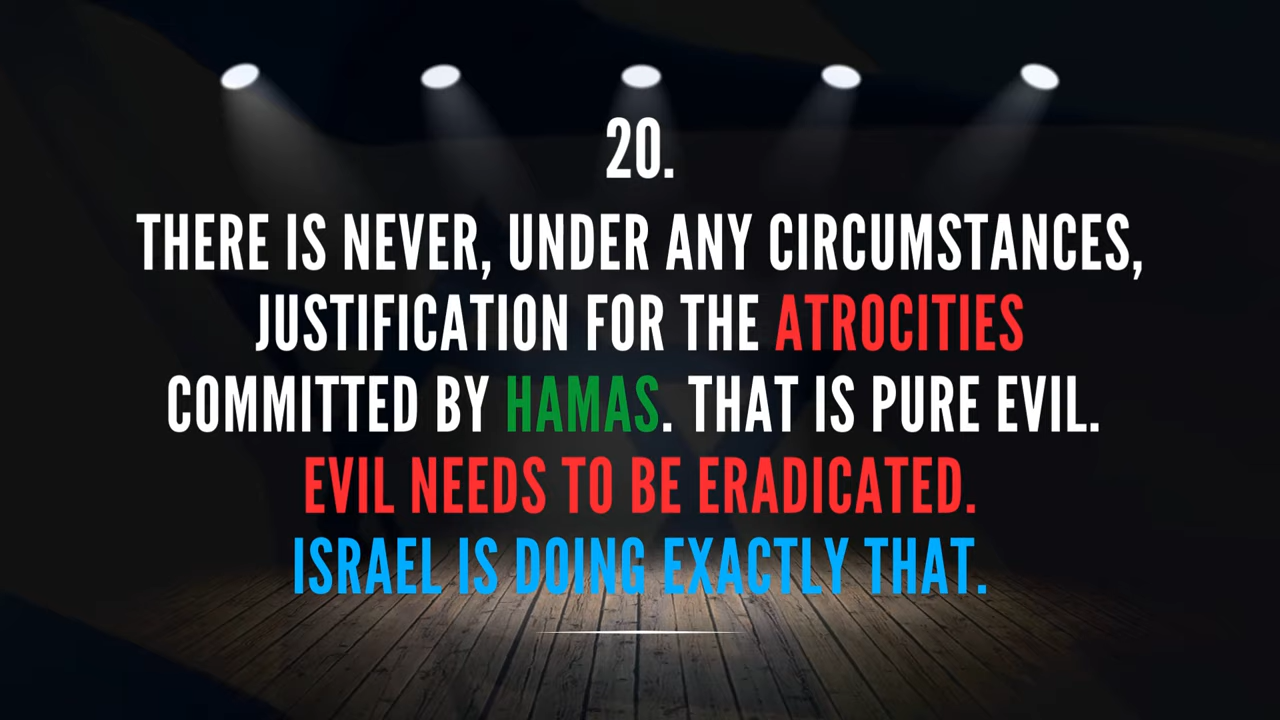 20.
THERE IS NEVER, UNDER ANY CIRCUMSTANCES,
JUSTIFICATION FOR THE ATROCITIES
COMMITTED BY HAMAS. THAT IS PURE EVIL.
EVIL NEEDS TO BE ERADICATED.
ISRAEL IS DOING EXACTLY THAT.